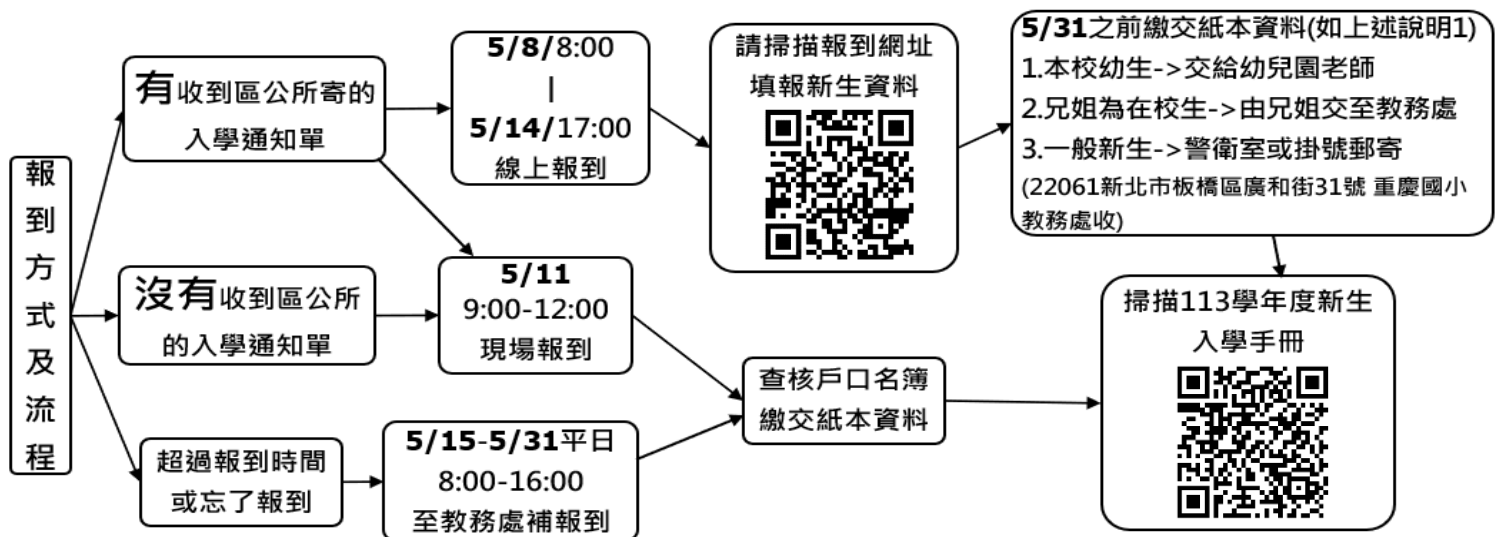 報到方式及流程
有收到區公所寄的
入學通知單
5/8/8:00
|
5/14/17:00
線上報到
請掃描報到網址
填報新生資料
5/31之前繳交紙本資料(如上述說明1)
1.本校幼生->交給幼兒園老師
2.兄姐為在校生->由兄姐交至教務處
3.一般新生->警衛室或掛號郵寄
(22061新北市板橋區廣和街31號 重慶國小
教務處收)
沒有收到區公所
的入學通知單
5/11
9:00-12:00
現場報到
超過報到時間
或忘了報到
5/15-5/31平日
8:00-16:00
至教務處補報到
查核戶口名簿
繳交紙本資料
掃描113學年度新生
入學手冊